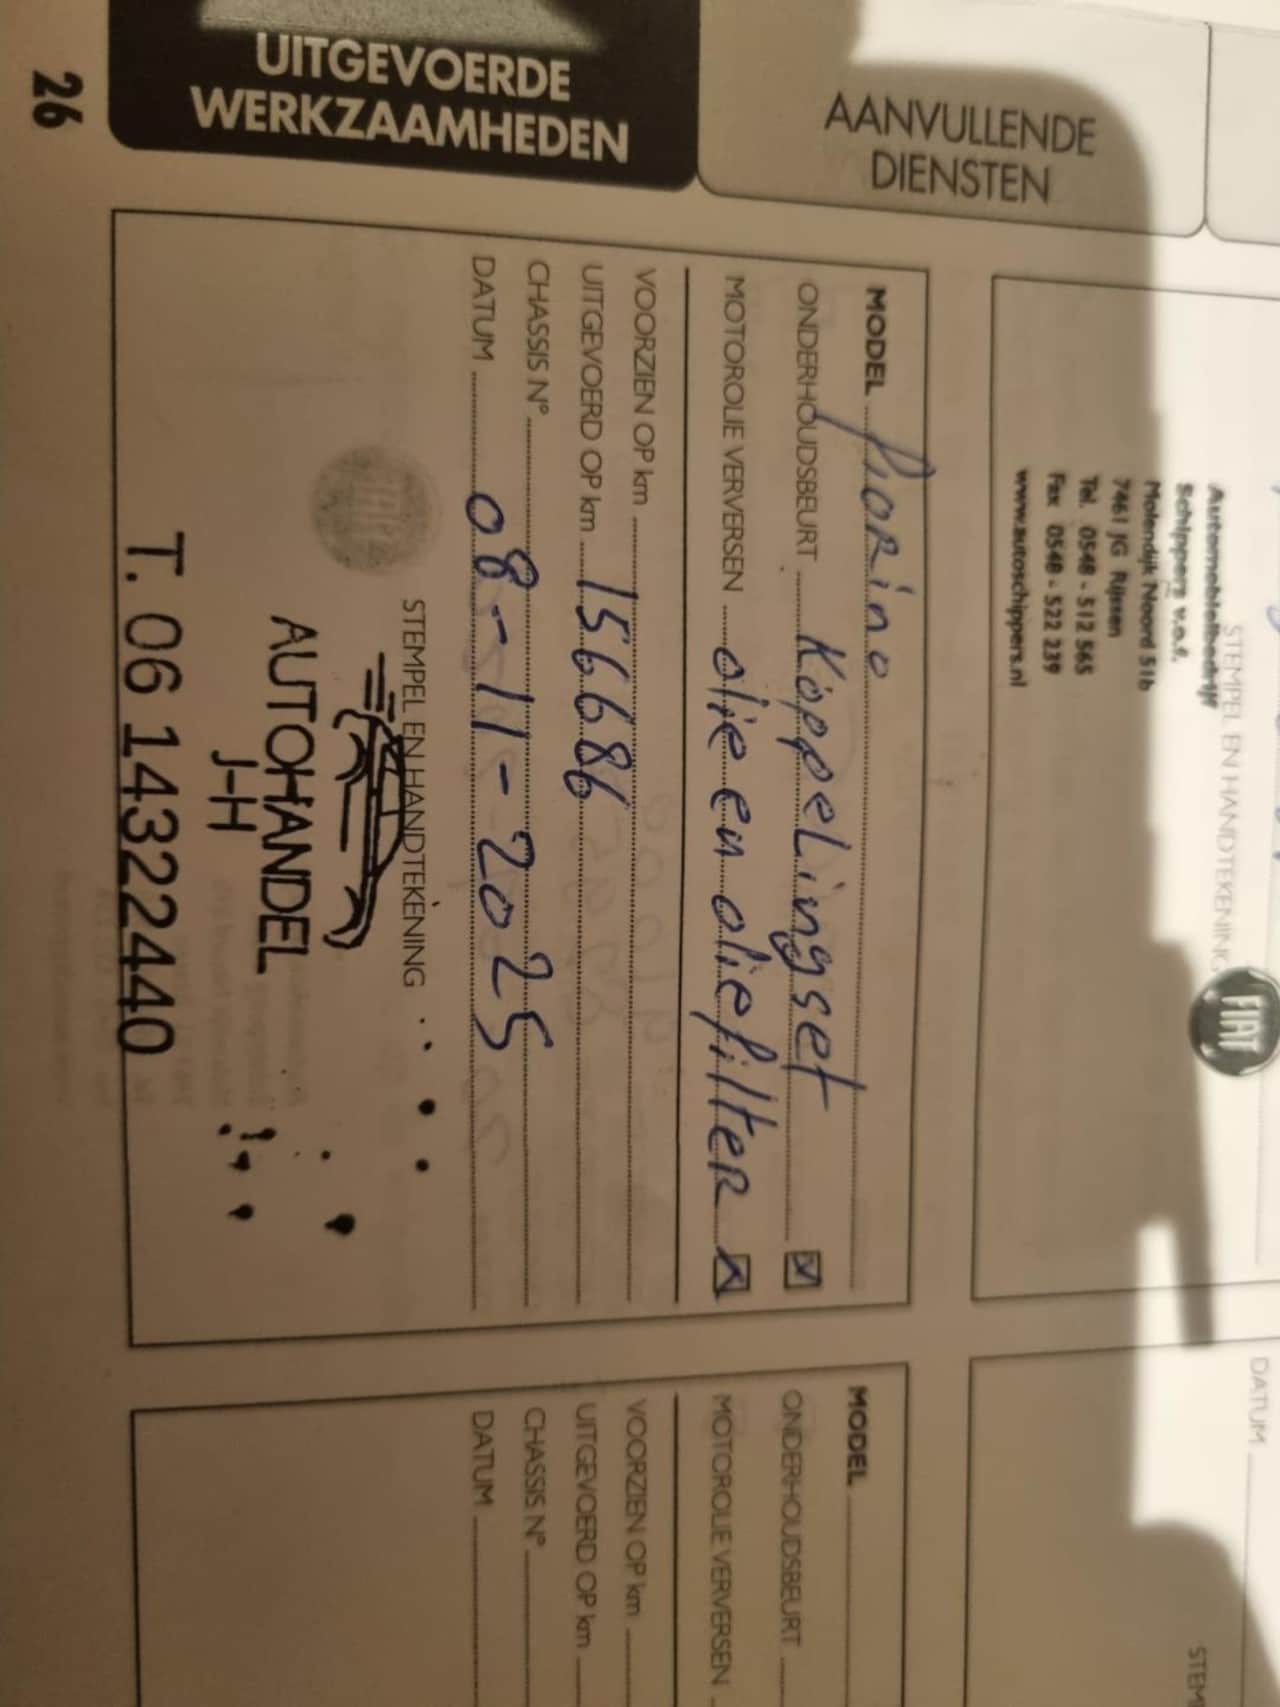 UITGEVOERDE
WERKZAAMHEDEN
AANVULLENDE
DIENSTEN
26
STEMPEL EN HANDTEKENING
Automobielbedrijf
Schippers v.o.f.
Molendijk Noord 51b
7461 JG Rijssen
Tel. 0548 - 512 565
Fax 0548 - 522 239
www.autoschippers.nl
FIAT
MODEL Fiorino
ONDERHOUDSBEURT Koppelingset
MOTOROLIE VERVERSEN olie en oliefilter
VOORZIEN OP km
UITGEVOERD OP km 156686
CHASSIS N°
DATUM 08-11-2025
STEMPEL EN HANDTEKENING
AUTOHANDEL
J-H
T. 06 14322440
DATUM
STEM
MODEL
ONDERHOUDSBEURT
MOTOROLIE VERVERSEN
VOORZIEN OP km
UITGEVOERD OP km
CHASSIS N°
DATUM